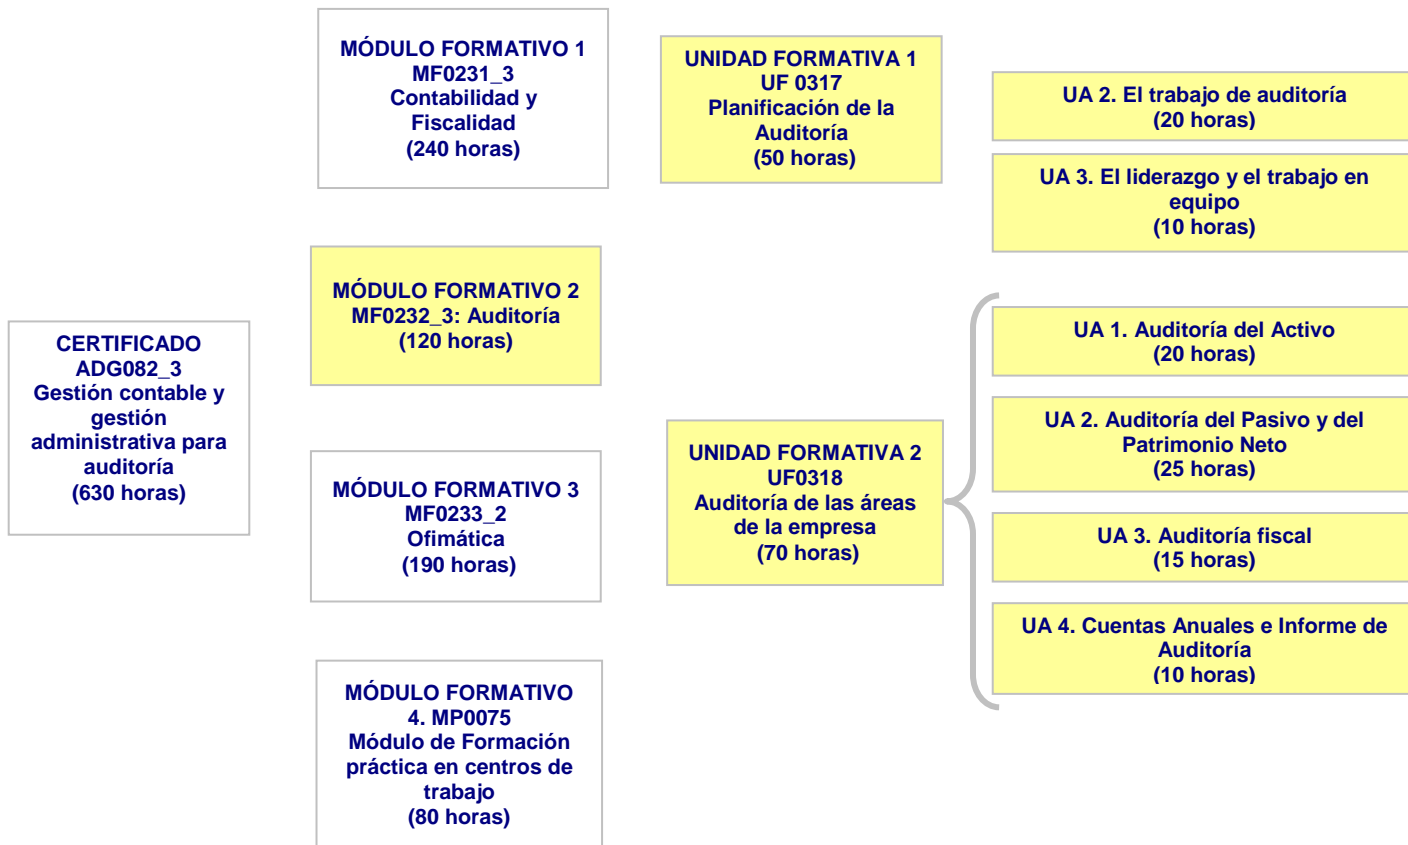 CERTIFICADO
ADG082_3
Gestión contable y
gestión
administrativa para
auditoría
(630 horas)
MÓDULO FORMATIVO 1
MF0231_3
Contabilidad y
Fiscalidad
(240 horas)
MÓDULO FORMATIVO 2
MF0232_3: Auditoría
(120 horas)
MÓDULO FORMATIVO 3
MF0233_2
Ofimática
(190 horas)
MÓDULO FORMATIVO
4. MP0075
Módulo de Formación
práctica en centros de
trabajo
(80 horas)
UNIDAD FORMATIVA 1
UF 0317
Planificación de la
Auditoría
(50 horas)
UNIDAD FORMATIVA 2
UF0318
Auditoría de las áreas
de la empresa
(70 horas)
UA 2. El trabajo de auditoría
(20 horas)
UA 3. El liderazgo y el trabajo en
equipo
(10 horas)
UA 1. Auditoría del Activo
(20 horas)
UA 2. Auditoría del Pasivo y del
Patrimonio Neto
(25 horas)
UA 3. Auditoría fiscal
(15 horas)
UA 4. Cuentas Anuales e Informe de
Auditoría
(10 horas)